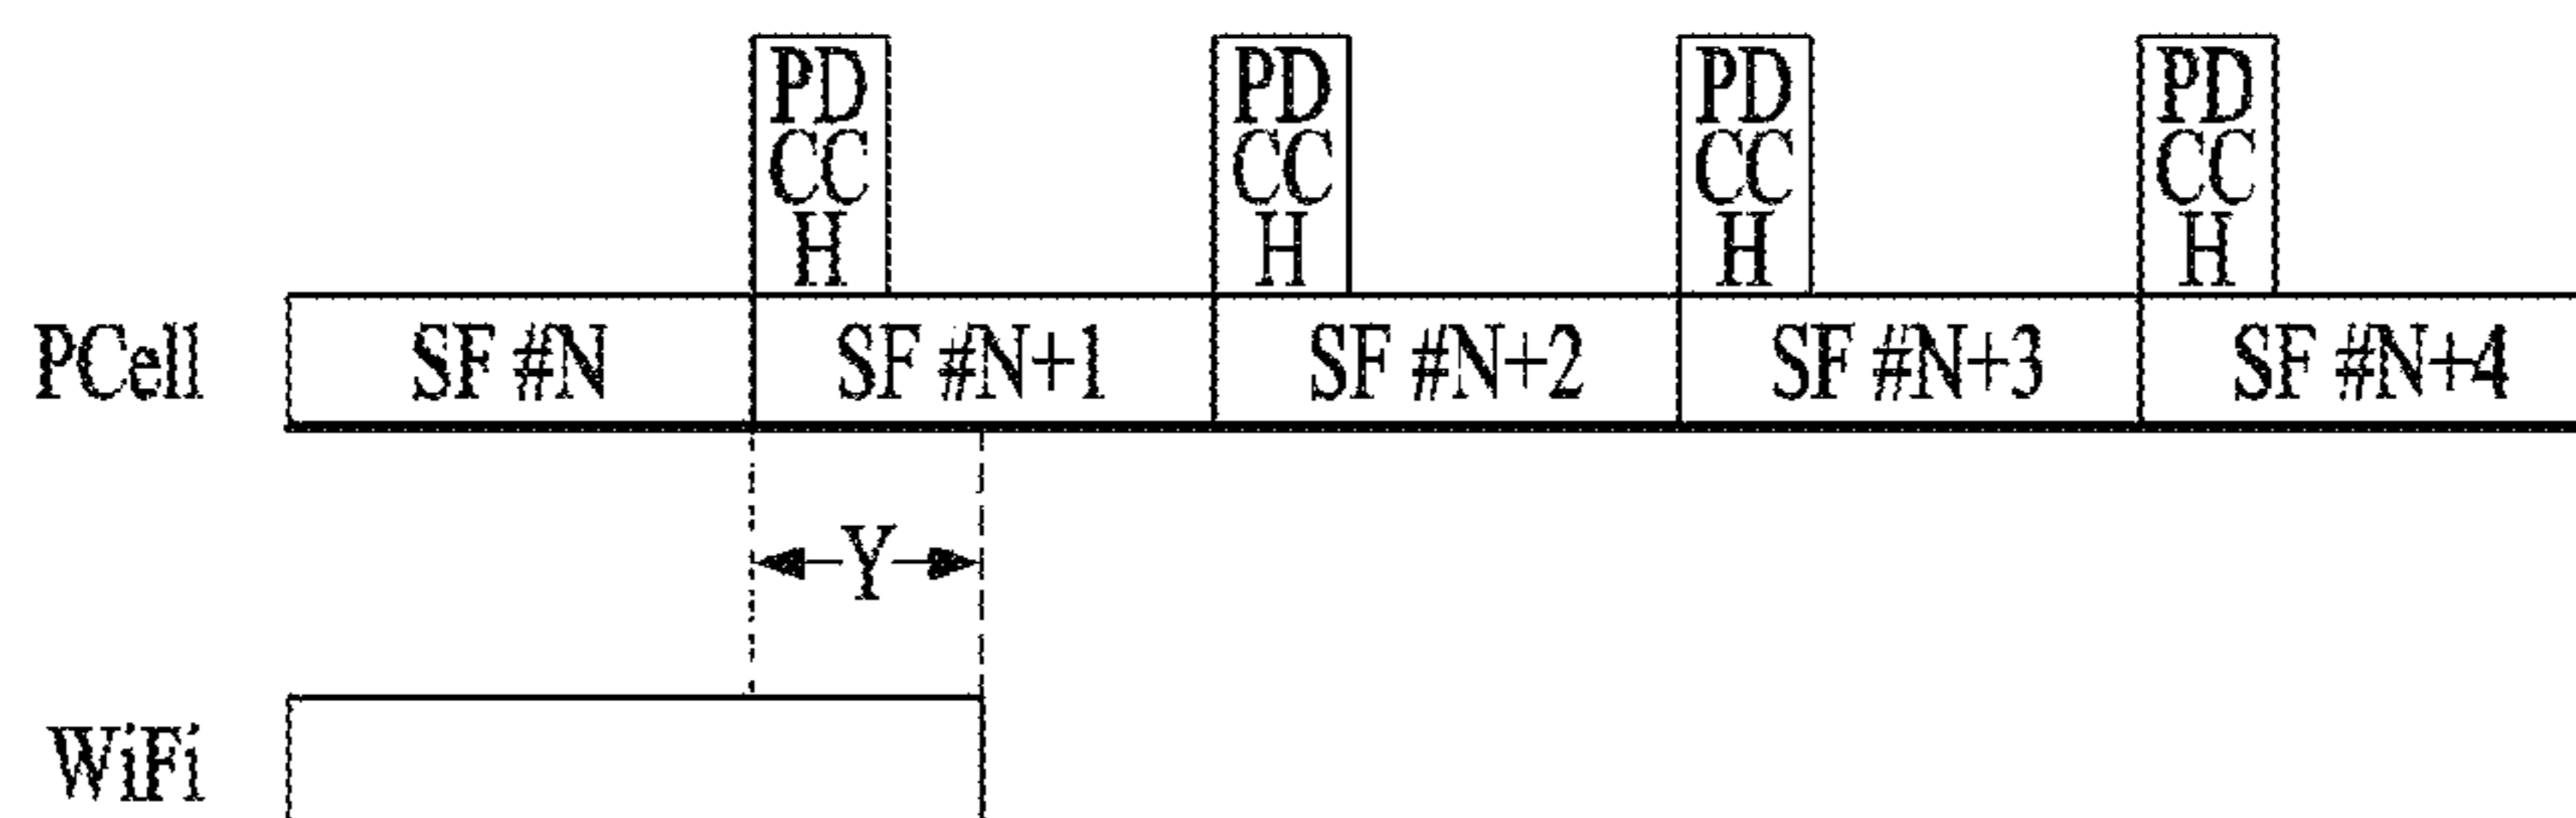 PD PD PD PD
CC CC CC CC
H H H H
PCell SF #N SF #N+1 SF #N+2 SF #N+3 SF #N+4
Y
WiFi